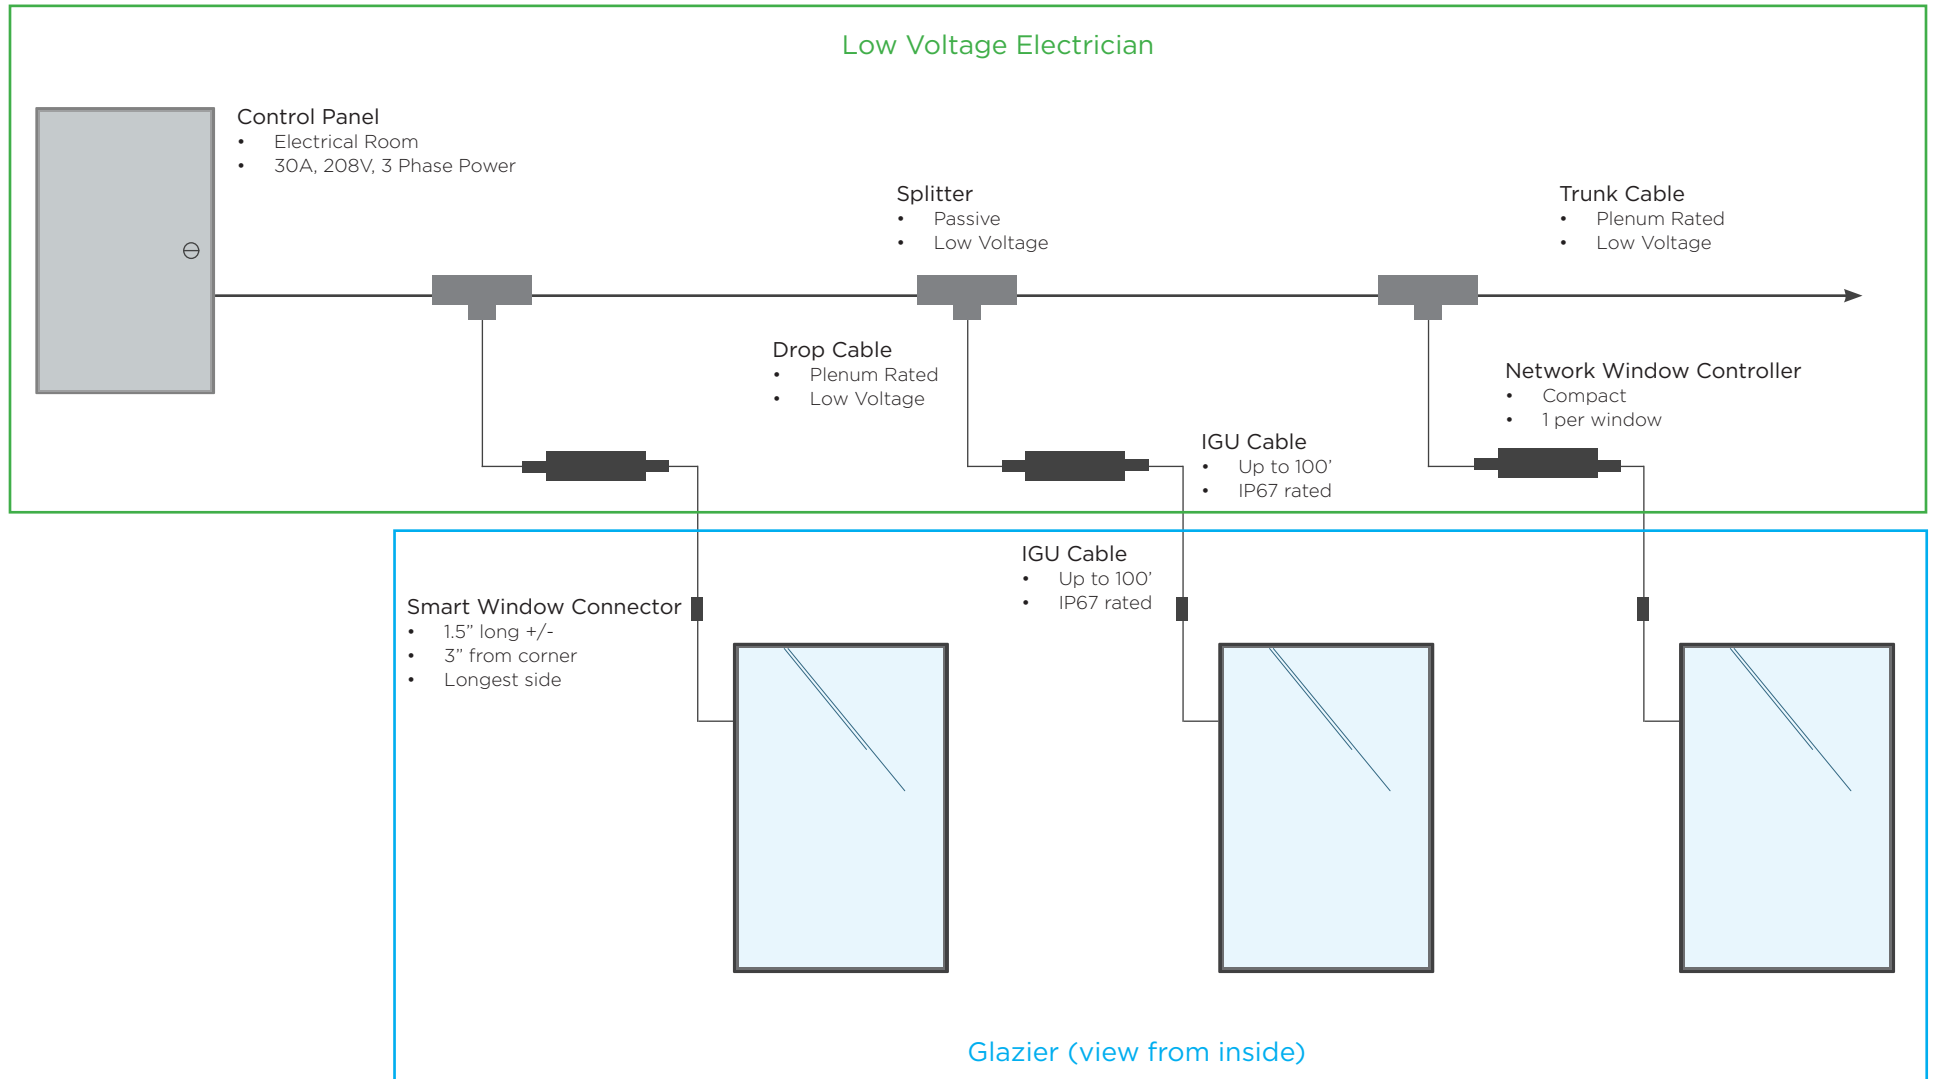 Low Voltage Electrician
Control Panel
• Electrical Room
• 30A, 208V, 3 Phase Power
Splitter
• Passive
• Low Voltage
Trunk Cable
• Plenum Rated
• Low Voltage
Drop Cable
• Plenum Rated
• Low Voltage
Network Window Controller
• Compact
• 1 per window
IGU Cable
• Up to 100’
• IP67 rated
IGU Cable
• Up to 100’
• IP67 rated
Smart Window Connector
• 1.5” long +/-
• 3” from corner
• Longest side
Glazier (view from inside)